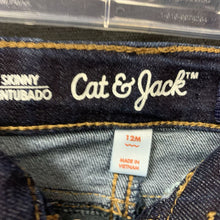 SKINNY
ENTUBADO
Cat & Jack™
12M
MADE IN
VIETNAM